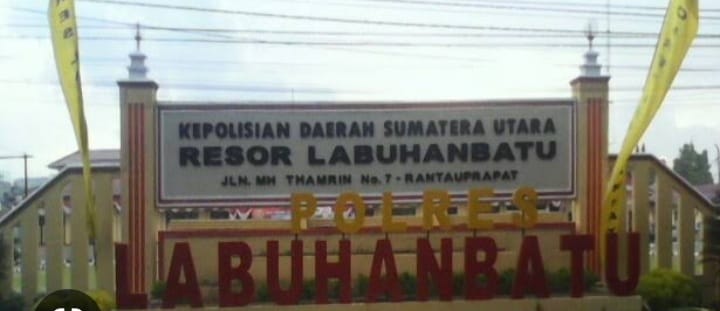 KEPOLISIAN DAERAH SUMATERA UTARA
RESOR LABUHANBATU
JLN. MH THAMRIN No. 7 - RANTAUPRAPAT
POLRES
LABUHANBATU